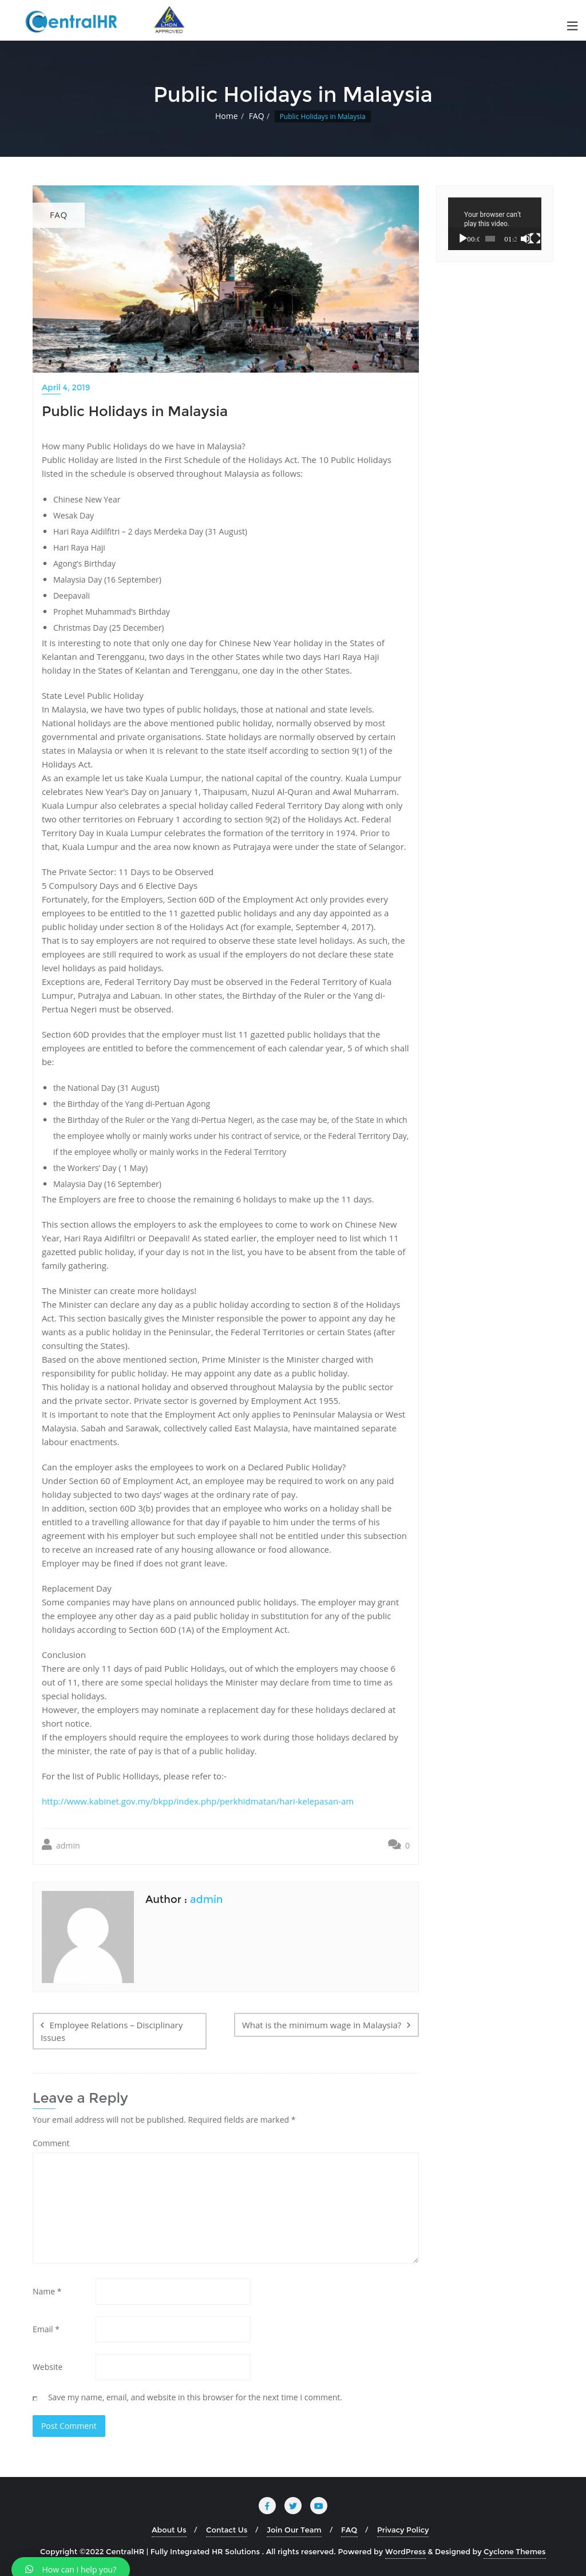 CentralHR
LHDN
APPROVED
Public Holidays in Malaysia
Home / FAQ / Public Holidays in Malaysia
FAQ
Your browser can't
play this video.
April 4, 2019
Public Holidays in Malaysia
How many Public Holidays do we have in Malaysia?
Public Holiday are listed in the First Schedule of the Holidays Act. The 10 Public Holidays
listed in the schedule is observed throughout Malaysia as follows:
Chinese New Year
Wesak Day
Hari Raya Aidilfitri – 2 days Merdeka Day (31 August)
Hari Raya Haji
Agong's Birthday
Malaysia Day (16 September)
Deepavali
Prophet Muhammad's Birthday
Christmas Day (25 December)
It is interesting to note that only one day for Chinese New Year holiday in the States of
Kelantan and Terengganu, two days in the other States while two days Hari Raya Haji
holiday in the States of Kelantan and Terengganu, one day in the other States.
State Level Public Holiday
In Malaysia, we have two types of public holidays, those at national and state levels.
National holidays are the above mentioned public holiday, normally observed by most
governmental and private organisations. State holidays are normally observed by certain
states in Malaysia or when it is relevant to the state itself according to section 9(1) of the
Holidays Act.
As an example let us take Kuala Lumpur, the national capital of the country. Kuala Lumpur
celebrates New Year's Day on January 1, Thaipusam, Nuzul Al-Quran and Awal Muharram.
Kuala Lumpur also celebrates a special holiday called Federal Territory Day along with only
two other territories on February 1 according to section 9(2) of the Holidays Act. Federal
Territory Day in Kuala Lumpur celebrates the formation of the territory in 1974. Prior to
that, Kuala Lumpur and the area now known as Putrajaya were under the state of Selangor.
The Private Sector: 11 Days to be Observed
5 Compulsory Days and 6 Elective Days
Fortunately, for the Employers, Section 60D of the Employment Act only provides every
employees to be entitled to the 11 gazetted public holidays and any day appointed as a
public holiday under section 8 of the Holidays Act (for example, September 4, 2017).
That is to say employers are not required to observe these state level holidays. As such, the
employees are still required to work as usual if the employers do not declare these state
level holidays as paid holidays.
Exceptions are, Federal Territory Day must be observed in the Federal Territory of Kuala
Lumpur, Putrajya and Labuan. In other states, the Birthday of the Ruler or the Yang di-
Pertua Negeri must be observed.
Section 60D provides that the employer must list 11 gazetted public holidays that the
employees are entitled to before the commencement of each calendar year, 5 of which shall
be:
the National Day (31 August)
the Birthday of the Yang di-Pertuan Agong
the Birthday of the Ruler or the Yang di-Pertua Negeri, as the case may be, of the State in which
the employee wholly or mainly works under his contract of service, or the Federal Territory Day,
if the employee wholly or mainly works in the Federal Territory
the Workers' Day ( 1 May)
Malaysia Day (16 September)
The Employers are free to choose the remaining 6 holidays to make up the 11 days.
This section allows the employers to ask the employees to come to work on Chinese New
Year, Hari Raya Aidifiltri or Deepavali! As stated earlier, the employer need to list which 11
gazetted public holiday, if your day is not in the list, you have to be absent from the table of
family gathering.
The Minister can create more holidays!
The Minister can declare any day as a public holiday according to section 8 of the Holidays
Act. This section basically gives the Minister responsible the power to appoint any day he
wants as a public holiday in the Peninsular, the Federal Territories or certain States (after
consulting the States).
Based on the above mentioned section, Prime Minister is the Minister charged with
responsibility for public holiday. He may appoint any date as a public holiday.
This holiday is a national holiday and observed throughout Malaysia by the public sector
and the private sector. Private sector is governed by Employment Act 1955.
It is important to note that the Employment Act only applies to Peninsular Malaysia or West
Malaysia. Sabah and Sarawak, collectively called East Malaysia, have maintained separate
labour enactments.
Can the employer asks the employees to work on a Declared Public Holiday?
Under Section 60 of Employment Act, an employee may be required to work on any paid
holiday subjected to two days' wages at the ordinary rate of pay.
In addition, section 60D 3(b) provides that an employee who works on a holiday shall be
entitled to a travelling allowance for that day if payable to him under the terms of his
agreement with his employer but such employee shall not be entitled under this subsection
to receive an increased rate of any housing allowance or food allowance.
Employer may be fined if does not grant leave.
Replacement Day
Some companies may have plans on announced public holidays. The employer may grant
the employee any other day as a paid public holiday in substitution for any of the public
holidays according to Section 60D (1A) of the Employment Act.
Conclusion
There are only 11 days of paid Public Holidays, out of which the employers may choose 6
out of 11, there are some special holidays the Minister may declare from time to time as
special holidays.
However, the employers may nominate a replacement day for these holidays declared at
short notice.
If the employers should require the employees to work during those holidays declared by
the minister, the rate of pay is that of a public holiday.
For the list of Public Hollidays, please refer to:-
http://www.kabinet.gov.my/bkpp/index.php/perkhidmatan/hari-kelepasan-am
admin
0
Author : admin
Employee Relations – Disciplinary
Issues
What is the minimum wage in Malaysia?
Leave a Reply
Your email address will not be published. Required fields are marked *
Comment
Name *
Email *
Website
Save my name, email, and website in this browser for the next time I comment.
Post Comment
About Us / Contact Us / Join Our Team / FAQ / Privacy Policy
Copyright ©2022 CentralHR | Fully Integrated HR Solutions . All rights reserved. Powered by WordPress & Designed by Cyclone Themes
How can I help you?